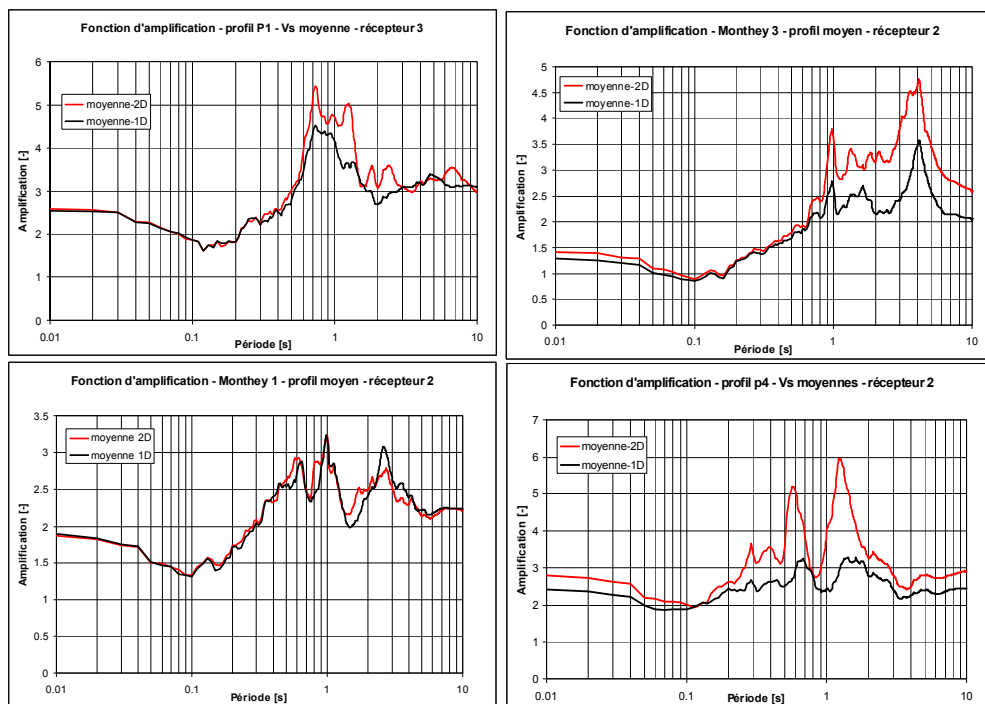 Fonction d'amplification - profil P1 - Vs moyenne - récepteur 3
6
5
4
3
2
1
0
Amplification [-]
moyenne-2D
moyenne-1D
0.01
0.1
1
10
Période [s]
Fonction d'amplification - Monthey 3 - profil moyen - récepteur 2
5
4.5
4
3.5
3
2.5
2
1.5
1
0.5
0
Amplification [-]
moyenne-2D
moyenne-1D
0.01
0.1
1
10
Période [s]
Fonction d'amplification - Monthey 1 - profil moyen - récepteur 2
3.5
3
2.5
2
1.5
1
0.5
0
Amplification [-]
moyenne 2D
moyenne 1D
0.01
0.1
1
10
Période [s]
Fonction d'amplification - profil p4 - Vs moyennes - récepteur 2
7
6
5
4
3
2
1
0
Amplification [-]
moyenne-2D
moyenne-1D
0.01
0.1
1
10
Période [s]